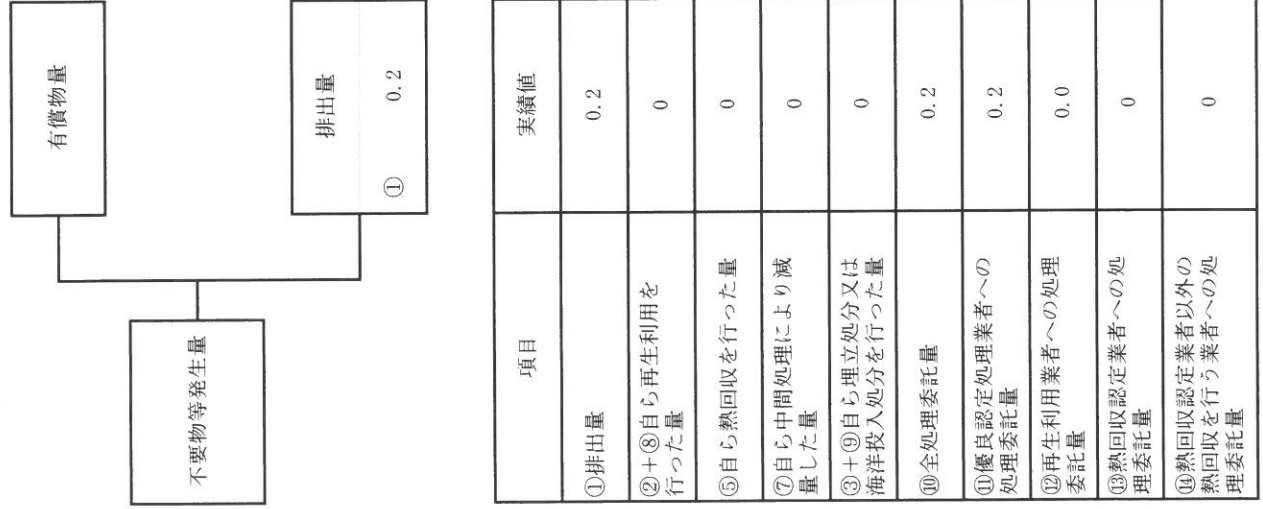 不要物等発生量
有償物量
排出量
① 0.2
項目 実績値
①排出量 0.2
②+⑧自ら再生利用を
行った量 0
⑤自ら熱回収を行った量 0
⑦自ら中間処理により減
量した量 0
③+⑨自ら埋立処分又は
海洋投入処分を行った量 0
⑩全処理委託量 0.2
⑪優良認定処理業者への
処理委託量 0.2
⑫再生利用業者への処理
委託量 0.0
⑬熱回収認定業者への処
理委託量 0
⑭熱回収認定業者以外の
熱回収を行う業者への処
理委託量 0